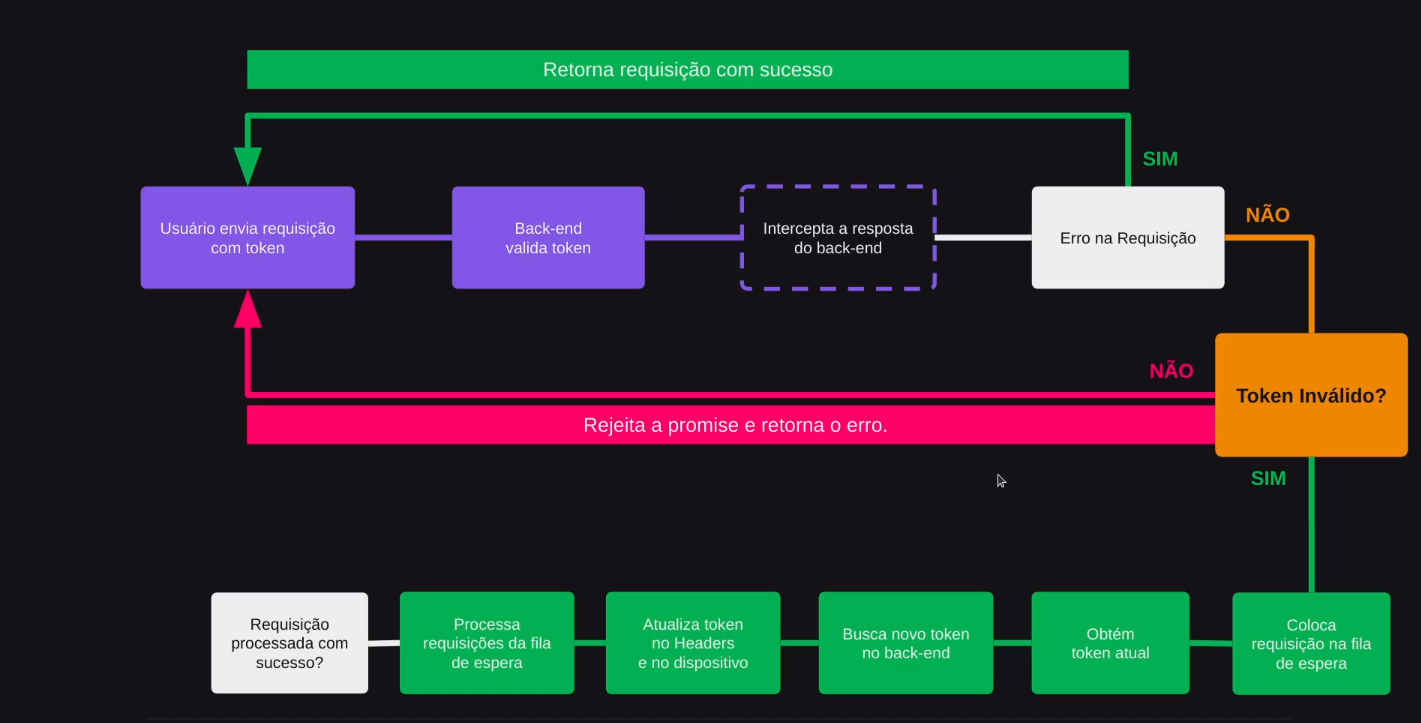 Retorna requisição com sucesso
SIM
Usuário envia requisição
com token
Back-end
valida token
Intercepta a resposta
do back-end
Erro na Requisição
NÃO
NÃO
Token Inválido?
Rejeita a promise e retorna o erro.
SIM
Requisição
processada com
sucesso?
Processa
requisições da fila
de espera
Atualiza token
no Headers
e no dispositivo
Busca novo token
no back-end
Obtém
token atual
Coloca
requisição na fila
de espera